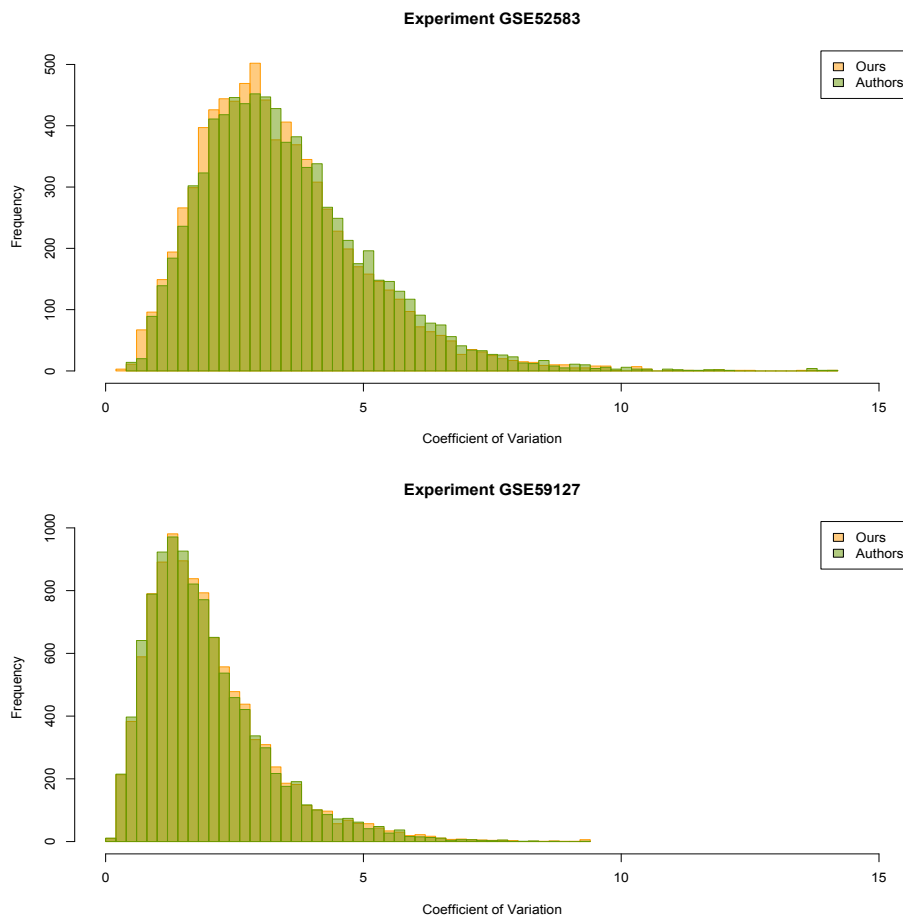 Experiment GSE52583
Ours
Authors
Frequency
0
100
200
300
400
500
0
5
10
15
Coefficient of Variation
Experiment GSE59127
Ours
Authors
Frequency
0
200
400
600
800
1000
0
5
10
15
Coefficient of Variation